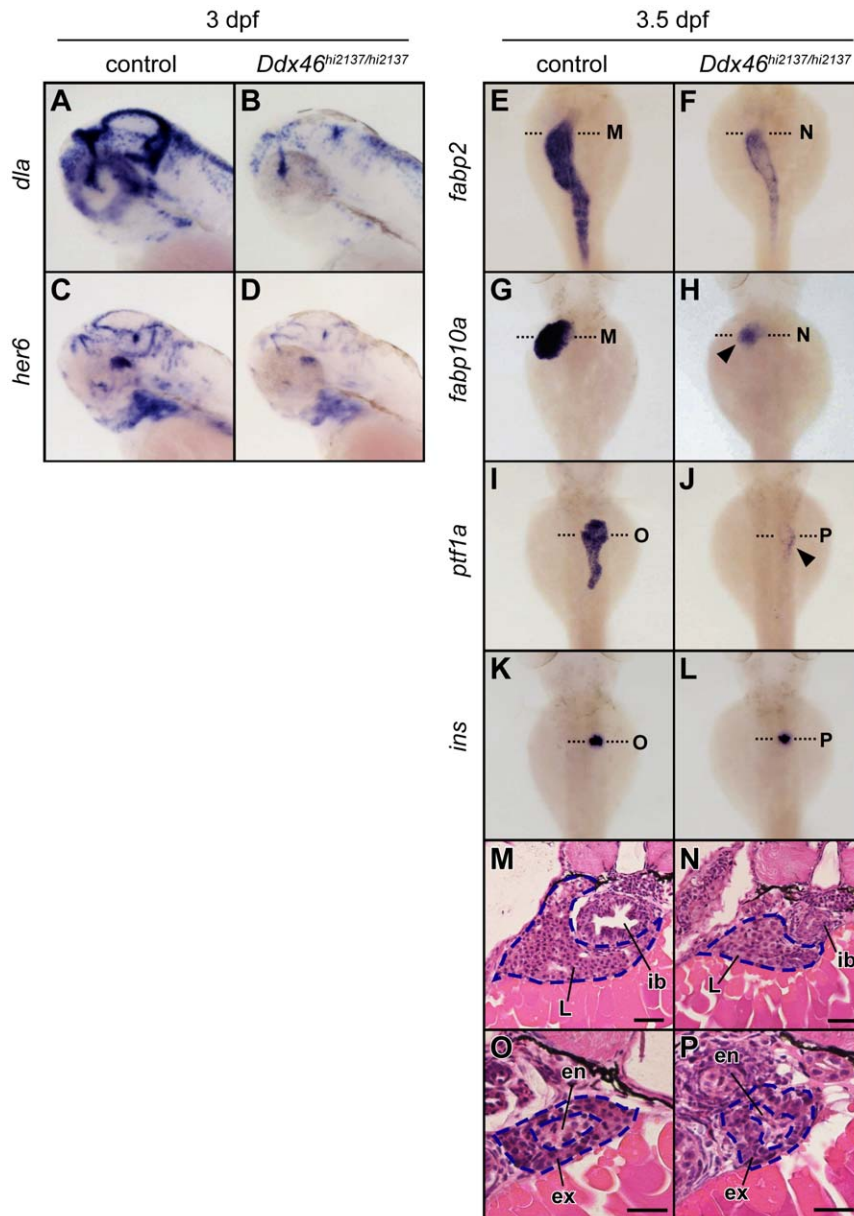 3 dpf
3.5 dpf
control
Ddx46hi2137/hi2137
control
Ddx46hi2137/hi2137
A
B
E
M
F
N
dla
fabp2
C
D
G
M
H
N
her6
fabp10a
I
O
J
P
ptf1a
K
O
L
P
ins
M
ib
L
N
ib
L
O
en
ex
P
en
ex